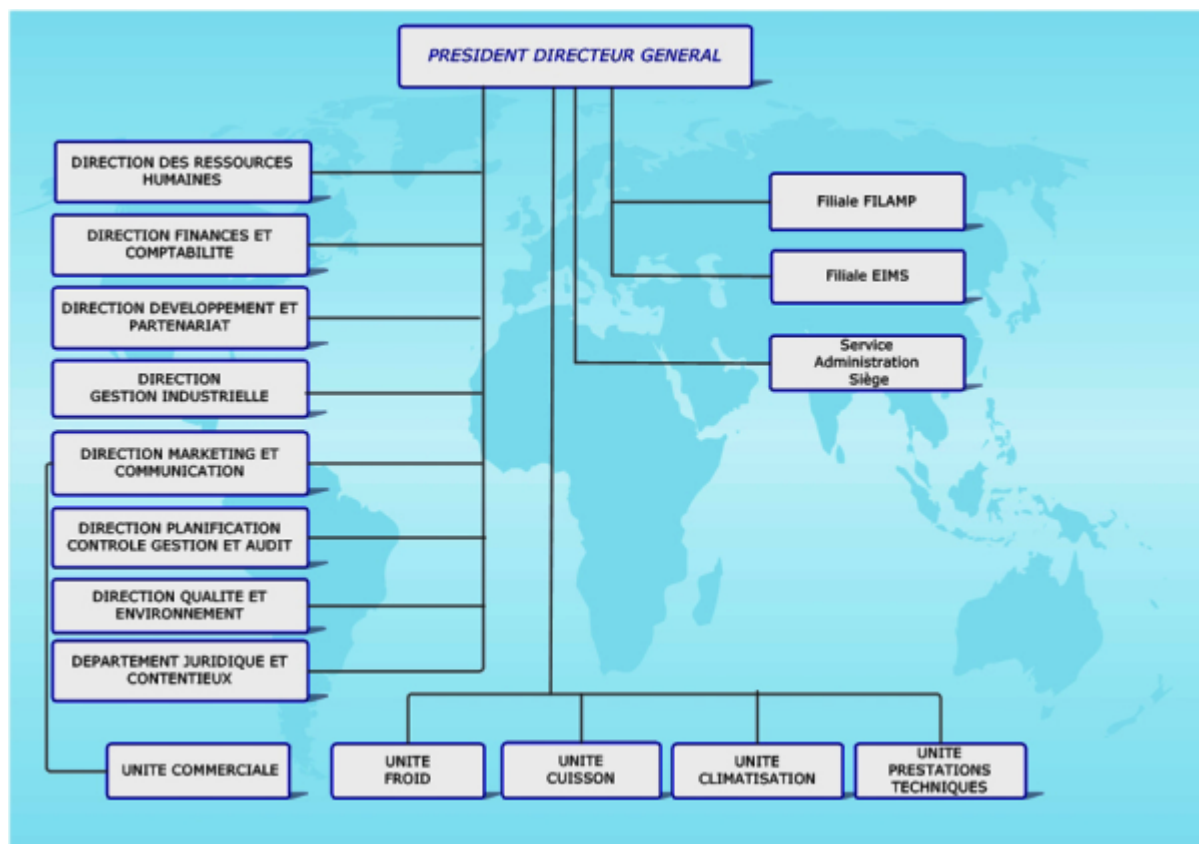 PRESIDENT DIRECTEUR GENERAL
DIRECTION DES RESSOURCES
HUMAINES
DIRECTION FINANCES ET
COMPTABILITE
DIRECTION DEVELOPPEMENT ET
PARTENARIAT
DIRECTION
GESTION INDUSTRIELLE
DIRECTION MARKETING ET
COMMUNICATION
DIRECTION PLANIFICATION
CONTROLE GESTION ET AUDIT
DIRECTION QUALITE ET
ENVIRONNEMENT
DEPARTEMENT JURIDIQUE ET
CONTENTIEUX
Filiale FILAMP
Filiale EIMS
Service
Administration
Siège
UNITE COMMERCIALE
UNITE
FROID
UNITE
CUISSON
UNITE
CLIMATISATION
UNITE
PRESTATIONS
TECHNIQUES